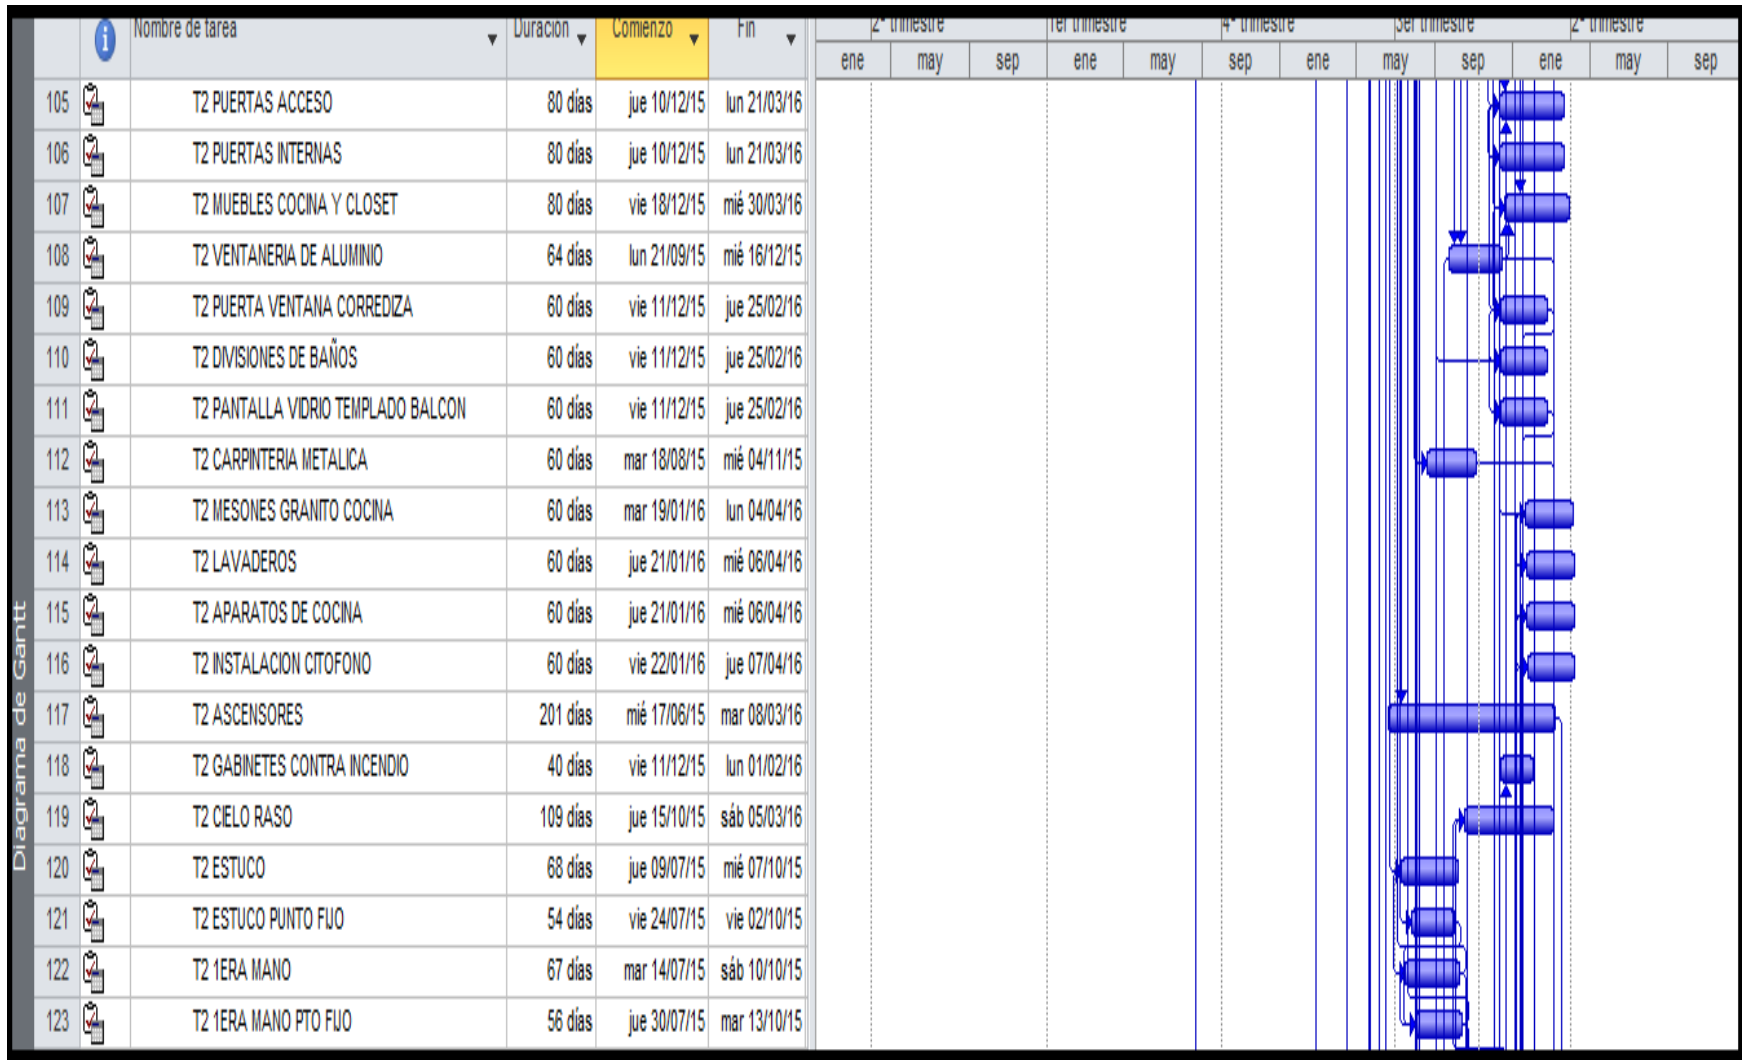 Nombre de tarea Duración Comienzo Fin
2º trimestre 1er trimestre 4º trimestre 3er trimestre 2º trimestre
ene may sep ene may sep ene may sep ene may sep
105 T2 PUERTAS ACCESO 80 días jue 10/12/15 lun 21/03/16
106 T2 PUERTAS INTERNAS 80 días jue 10/12/15 lun 21/03/16
107 T2 MUEBLES COCINA Y CLOSET 80 días vie 18/12/15 mié 30/03/16
108 T2 VENTANERIA DE ALUMINIO 64 días lun 21/09/15 mié 16/12/15
109 T2 PUERTA VENTANA CORREDIZA 60 días vie 11/12/15 jue 25/02/16
110 T2 DIVISIONES DE BAÑOS 60 días vie 11/12/15 jue 25/02/16
111 T2 PANTALLA VIDRIO TEMPLADO BALCON 60 días vie 11/12/15 jue 25/02/16
112 T2 CARPINTERIA METALICA 60 días mar 18/08/15 mié 04/11/15
113 T2 MESONES GRANITO COCINA 60 días mar 19/01/16 lun 04/04/16
114 T2 LAVADEROS 60 días jue 21/01/16 mié 06/04/16
115 T2 APARATOS DE COCINA 60 días jue 21/01/16 mié 06/04/16
116 T2 INSTALACION CITOFONO 60 días vie 22/01/16 jue 07/04/16
117 T2 ASCENSORES 201 días mié 17/06/15 mar 08/03/16
118 T2 GABINETES CONTRA INCENDIO 40 días vie 11/12/15 lun 01/02/16
119 T2 CIELO RASO 109 días jue 15/10/15 sáb 05/03/16
120 T2 ESTUCO 68 días jue 09/07/15 mié 07/10/15
121 T2 ESTUCO PUNTO FIJO 54 días vie 24/07/15 vie 02/10/15
122 T2 1ERA MANO 67 días mar 14/07/15 sáb 10/10/15
123 T2 1ERA MANO PTO FIJO 56 días jue 30/07/15 mar 13/10/15
Diagrama de Gantt